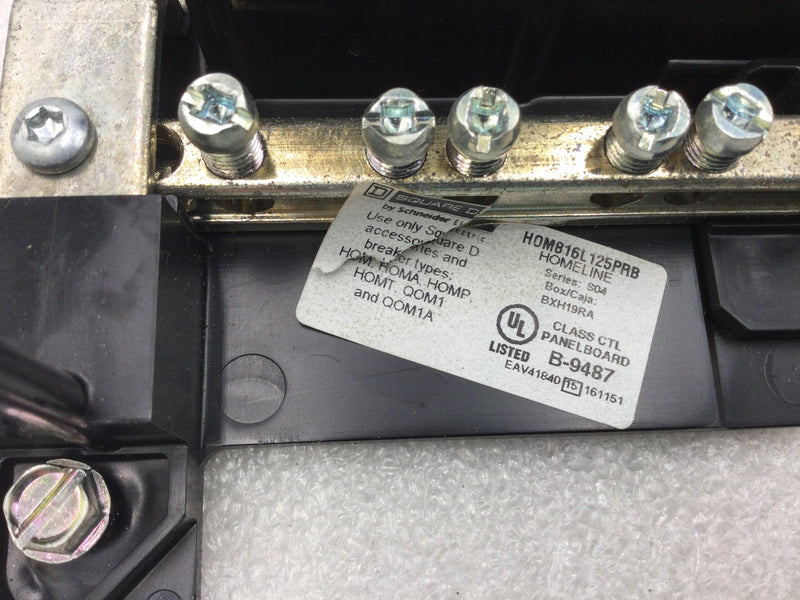 D SQUARE D
by Schneider Electric
Use only Square D
accessories and
breaker types:
HOM, HOMA, HOMP,
HOMT, QOM1
and QOM1A
HOM816L125PRB
HOMELINE
Series: S04
Box/Caja:
BXH19RA
UL
LISTED
CLASS CTL
PANELBOARD
B-9487
EAV41840 15 161151